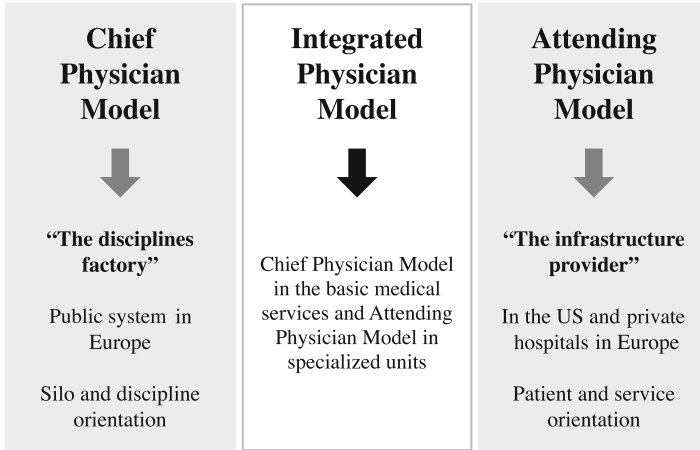 Chief
Physician
Model
“The disciplines
factory”
Public system in
Europe
Silo and discipline
orientation
Integrated
Physician
Model
Chief Physician Model
in the basic medical
services and Attending
Physician Model in
specialized units
Attending
Physician
Model
“The infrastructure
provider”
In the US and private
hospitals in Europe
Patient and service
orientation